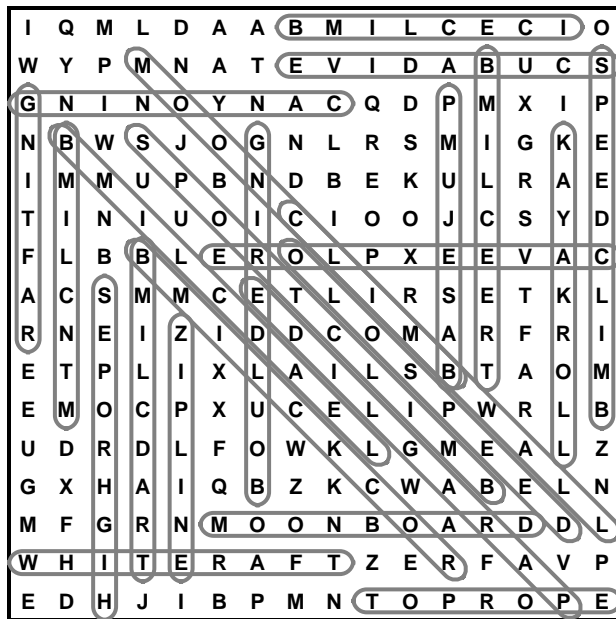 I Q M L D A A B M I L C E C I O
W Y P M N A T E V I D A B U C S
G N I N O Y N A C Q D P M X I P
N B W S J O G N L R S M I G K E
I M M U P B N D B E K U L R A E
T I N I U O I C I O O J C S Y D
F L B B L E R O L P X E E V A C
A C S M M C E T L I R S E T K L
R N E I Z I D D C O M A R F R I
E T P L I X L A I L S B T A O M
E M O C P X U C E L I P W R L B
U D R D L F O W K L G M E A L Z
G X H A I Q B Z K C W A B E L N
M F G R N M O O N B O A R D D L
W H I T E R A F T Z E R F A V P
E D H J I B P M N T O P R O P E